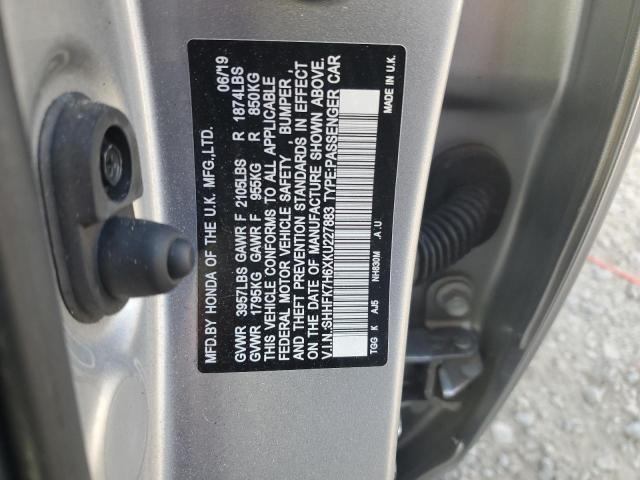 MFD.BY HONDA OF THE U.K. MFG.,LTD. 06/19
GVWR 3957LBS GAWR F 2105LBS R 1874LBS
GVWR 1795KG GAWR F 955KG R 850KG
THIS VEHICLE CONFORMS TO ALL APPLICABLE
FEDERAL MOTOR VEHICLE SAFETY , BUMPER ,
AND THEFT PREVENTION STANDARDS IN EFFECT
ON THE DATE OF MANUFACTURE SHOWN ABOVE.
V.I.N.:SHHFK7H6XKU227883 TYPE:PASSENGER CAR
TGG K AJ5 NH830M .A.U MADE IN U.K.